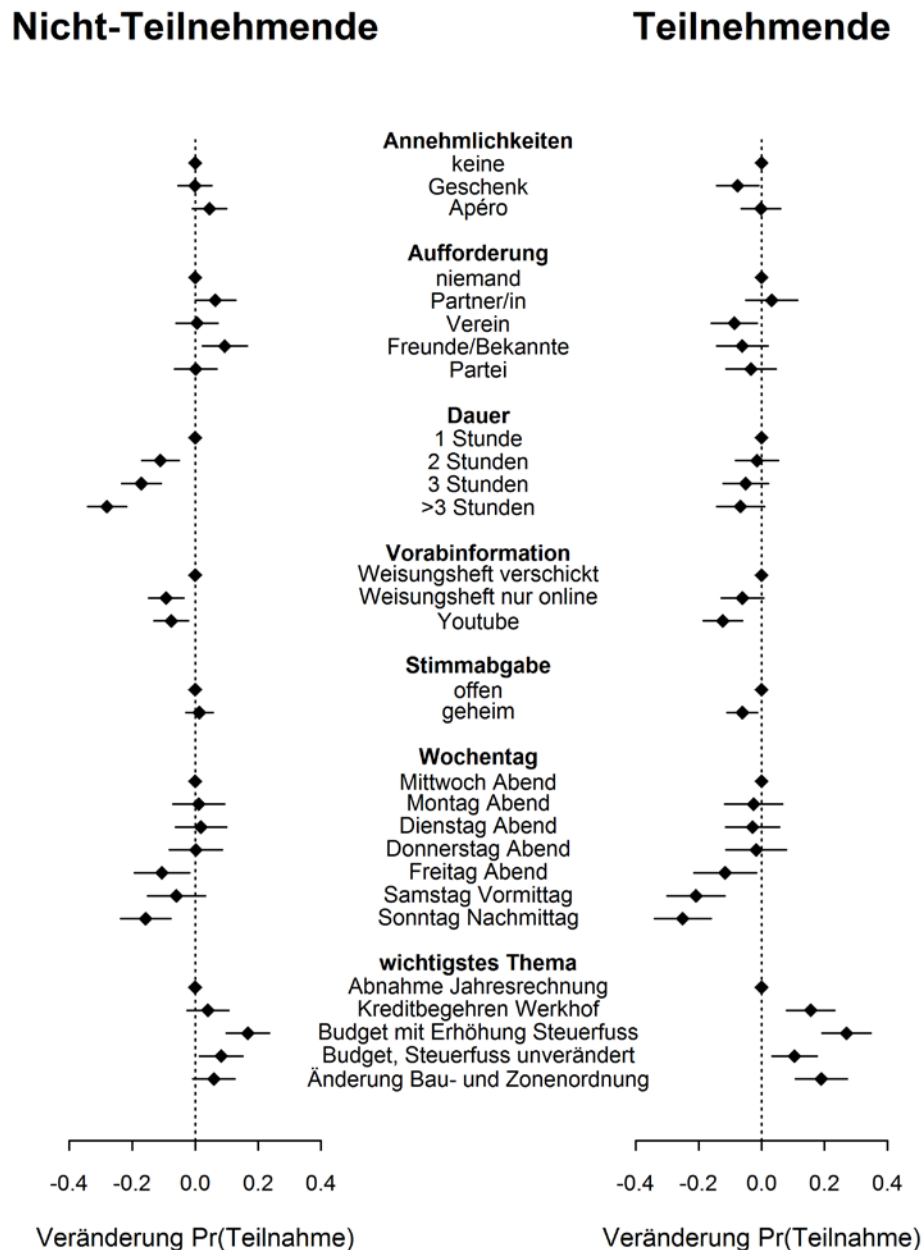 Nicht-Teilnehmende Teilnehmende
Annehmlichkeiten
keine
Geschenk
Apéro
Aufforderung
niemand
Partner/in
Verein
Freunde/Bekannte
Partei
Dauer
1 Stunde
2 Stunden
3 Stunden
>3 Stunden
Vorabinformation
Weisungsheft verschickt
Weisungsheft nur online
Youtube
Stimmabgabe
offen
geheim
Wochentag
Mittwoch Abend
Montag Abend
Dienstag Abend
Donnerstag Abend
Freitag Abend
Samstag Vormittag
Sonntag Nachmittag
wichtigstes Thema
Abnahme Jahresrechnung
Kreditbegehren Werkhof
Budget mit Erhöhung Steuerfuss
Budget, Steuerfuss unverändert
Änderung Bau- und Zonenordnung
-0.4 -0.2 0.0 0.2 0.4 -0.4 -0.2 0.0 0.2 0.4
Veränderung Pr(Teilnahme) Veränderung Pr(Teilnahme)